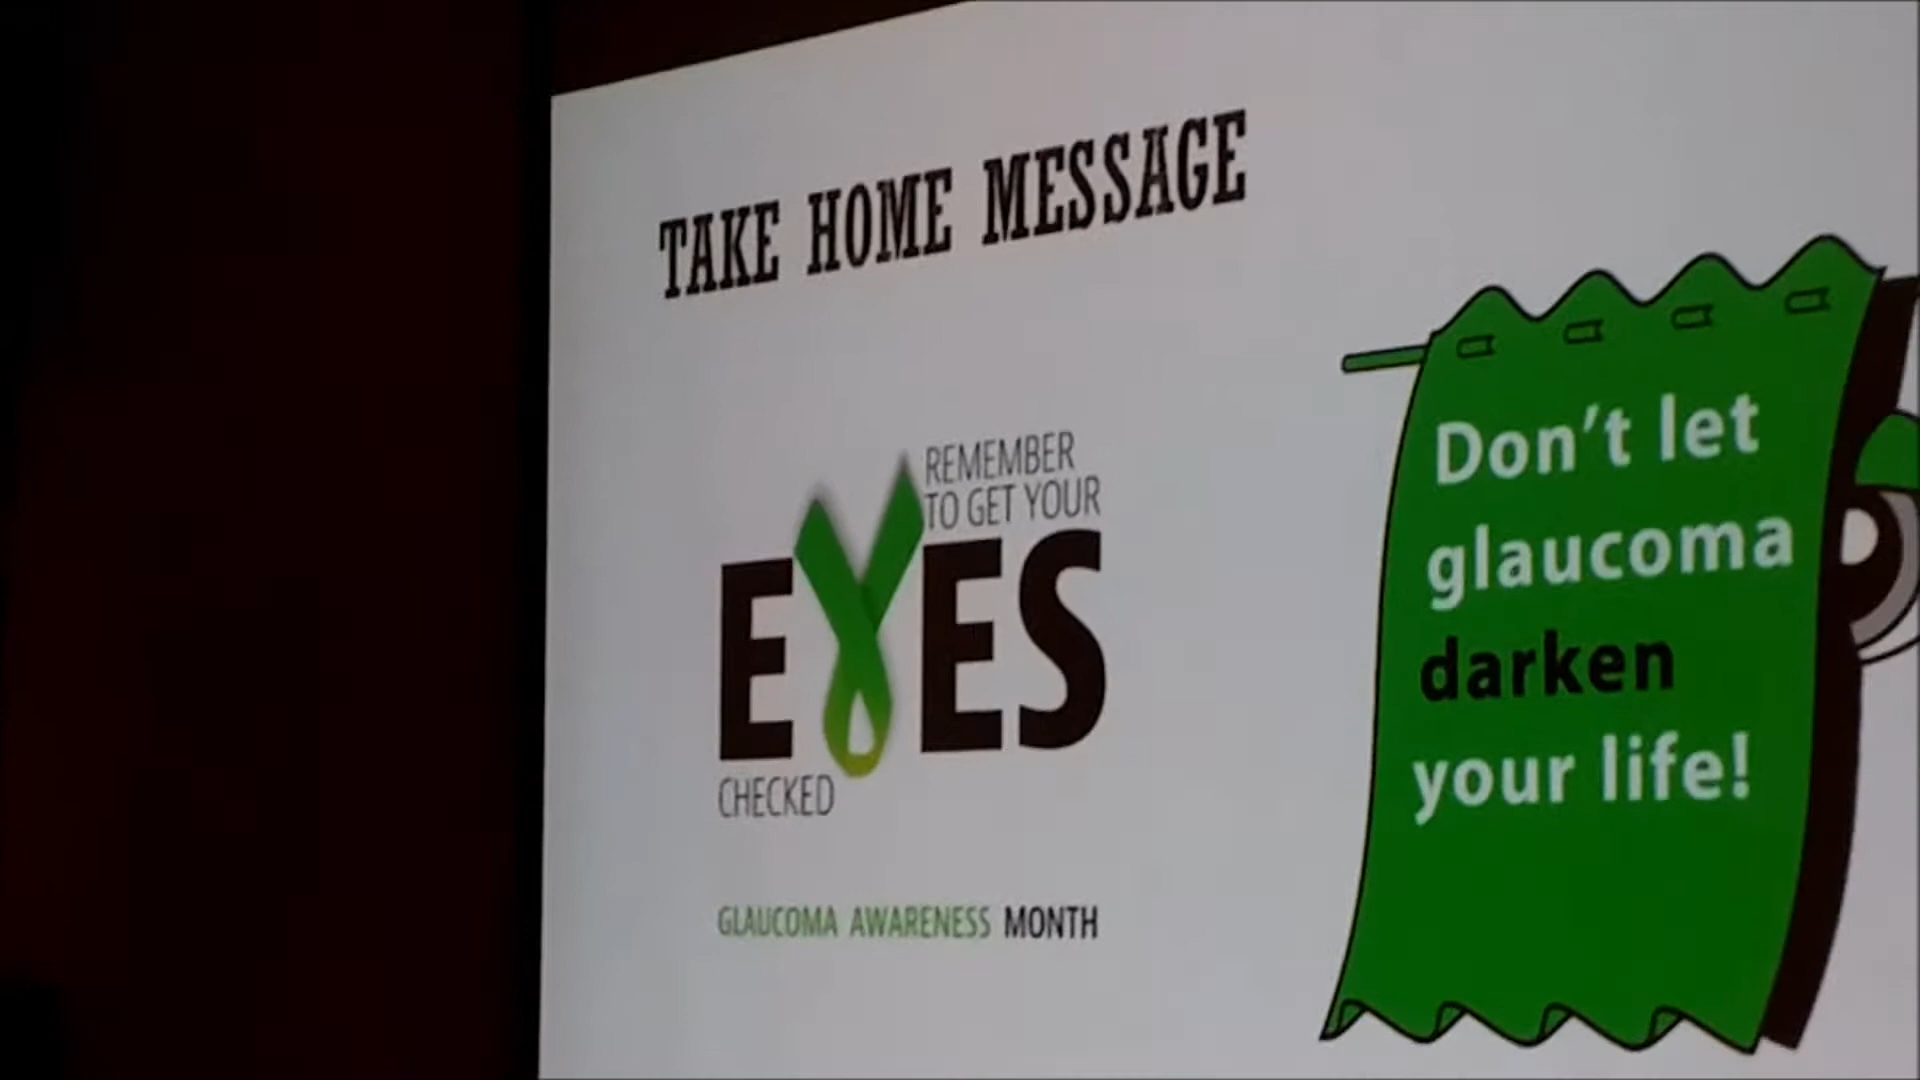 TAKE HOME MESSAGE
REMEMBER
TO GET YOUR
EYES
CHECKED
GLAUCOMA AWARENESS MONTH
Don't let
glaucoma
darken
your life!